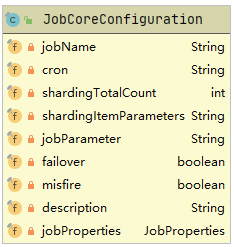 JobCoreConfiguration
jobName String
cron String
shardingTotalCount int
shardingItemParameters String
jobParameter String
failover boolean
misfire boolean
description String
jobProperties JobProperties